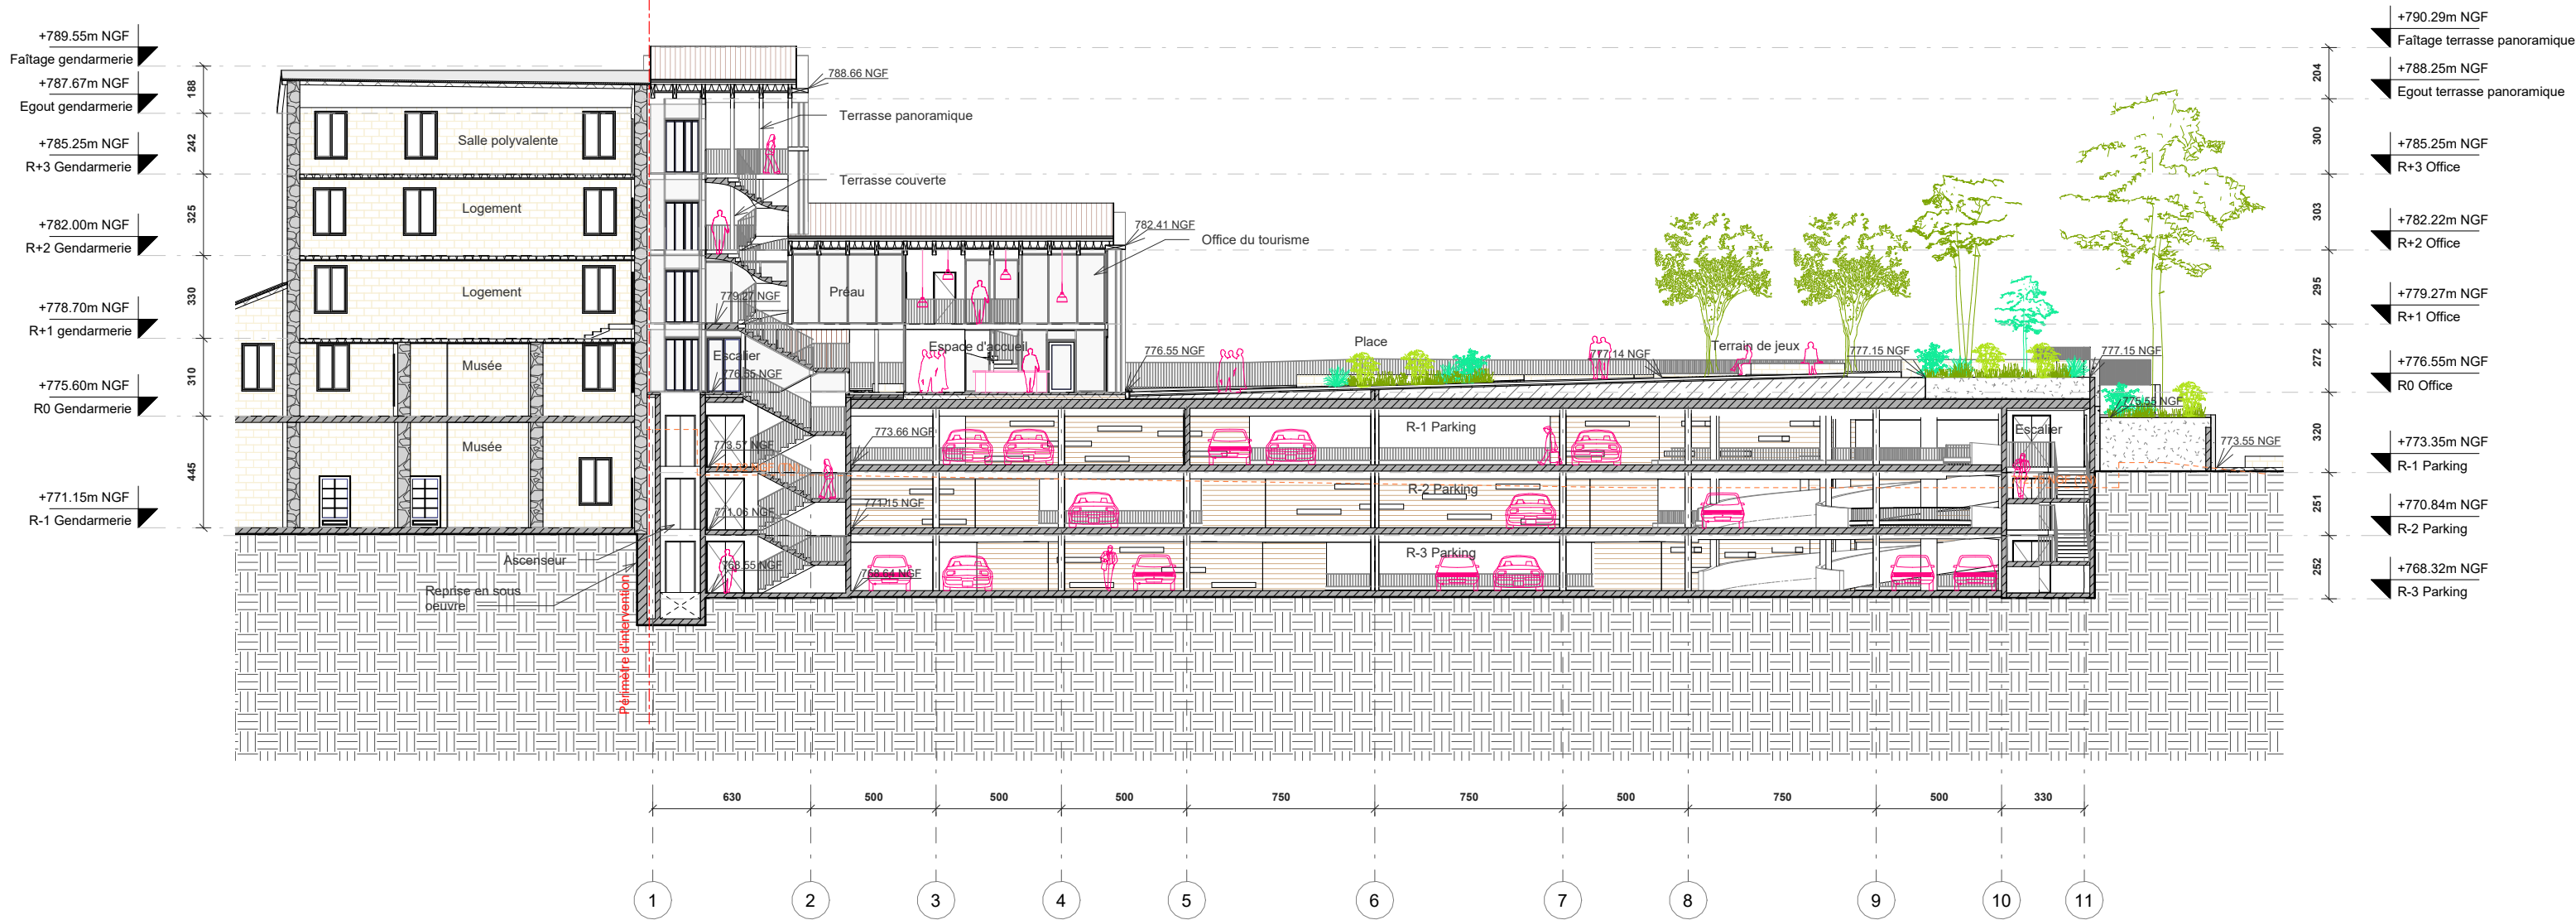 +789.55m NGF
Faîtage gendarmerie
+787.67m NGF
Egout gendarmerie
+785.25m NGF
R+3 Gendarmerie
+782.00m NGF
R+2 Gendarmerie
+778.70m NGF
R+1 gendarmerie
+775.60m NGF
R0 Gendarmerie
+771.15m NGF
R-1 Gendarmerie
188
242
325
330
310
445
Salle polyvalente
Logement
Logement
Musée
Musée
Ascenseur
Reprise en sous
oeuvre
Périmètre d'intervention
788.66 NGF
Terrasse panoramique
Terrasse couverte
782.41 NGF
Office du tourisme
Préau
779.27 NGF
Espace d'accueil
Escalier
776.55 NGF
776.55 NGF
Place
777.14 NGF
Terrain de jeux
777.15 NGF
777.15 NGF
775.55 NGF
773.55 NGF
Escalier
773.57 NGF
773.66 NGF
R-1 Parking
771.06 NGF
771.15 NGF
R-2 Parking
768.55 NGF
768.64 NGF
R-3 Parking
+790.29m NGF
Faîtage terrasse panoramique
+788.25m NGF
Egout terrasse panoramique
+785.25m NGF
R+3 Office
+782.22m NGF
R+2 Office
+779.27m NGF
R+1 Office
+776.55m NGF
R0 Office
+773.35m NGF
R-1 Parking
+770.84m NGF
R-2 Parking
+768.32m NGF
R-3 Parking
204
300
303
295
272
320
251
252
630 500 500 500 750 750 500 750 500 330
1 2 3 4 5 6 7 8 9 10 11